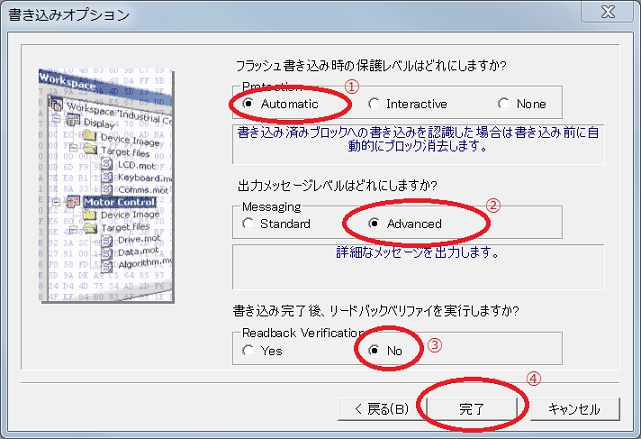 書き込みオプション
フラッシュ書き込み時の保護レベルはどれにしますか?
Protection ①
Automatic Interactive None
書き込み済みブロックへの書き込みを認識した場合は書き込み前に自
動的にブロック消去します。
出力メッセージレベルはどれにしますか?
Messaging ②
Standard Advanced
詳細なメッセージを出力します。
書き込み完了後、リードバックベリファイを実行しますか?
Readback Verification
Yes No ③
④
< 戻る(B) 完了 キャンセル
Workspace
Workspace 'Industrial Co
Display
Device Image
Target files
LCD.mot
Keyboard.mot
Comms.mot
Motor Control
Device Image
Target files
Drive.mot
Data.mot
Algorithm.mot